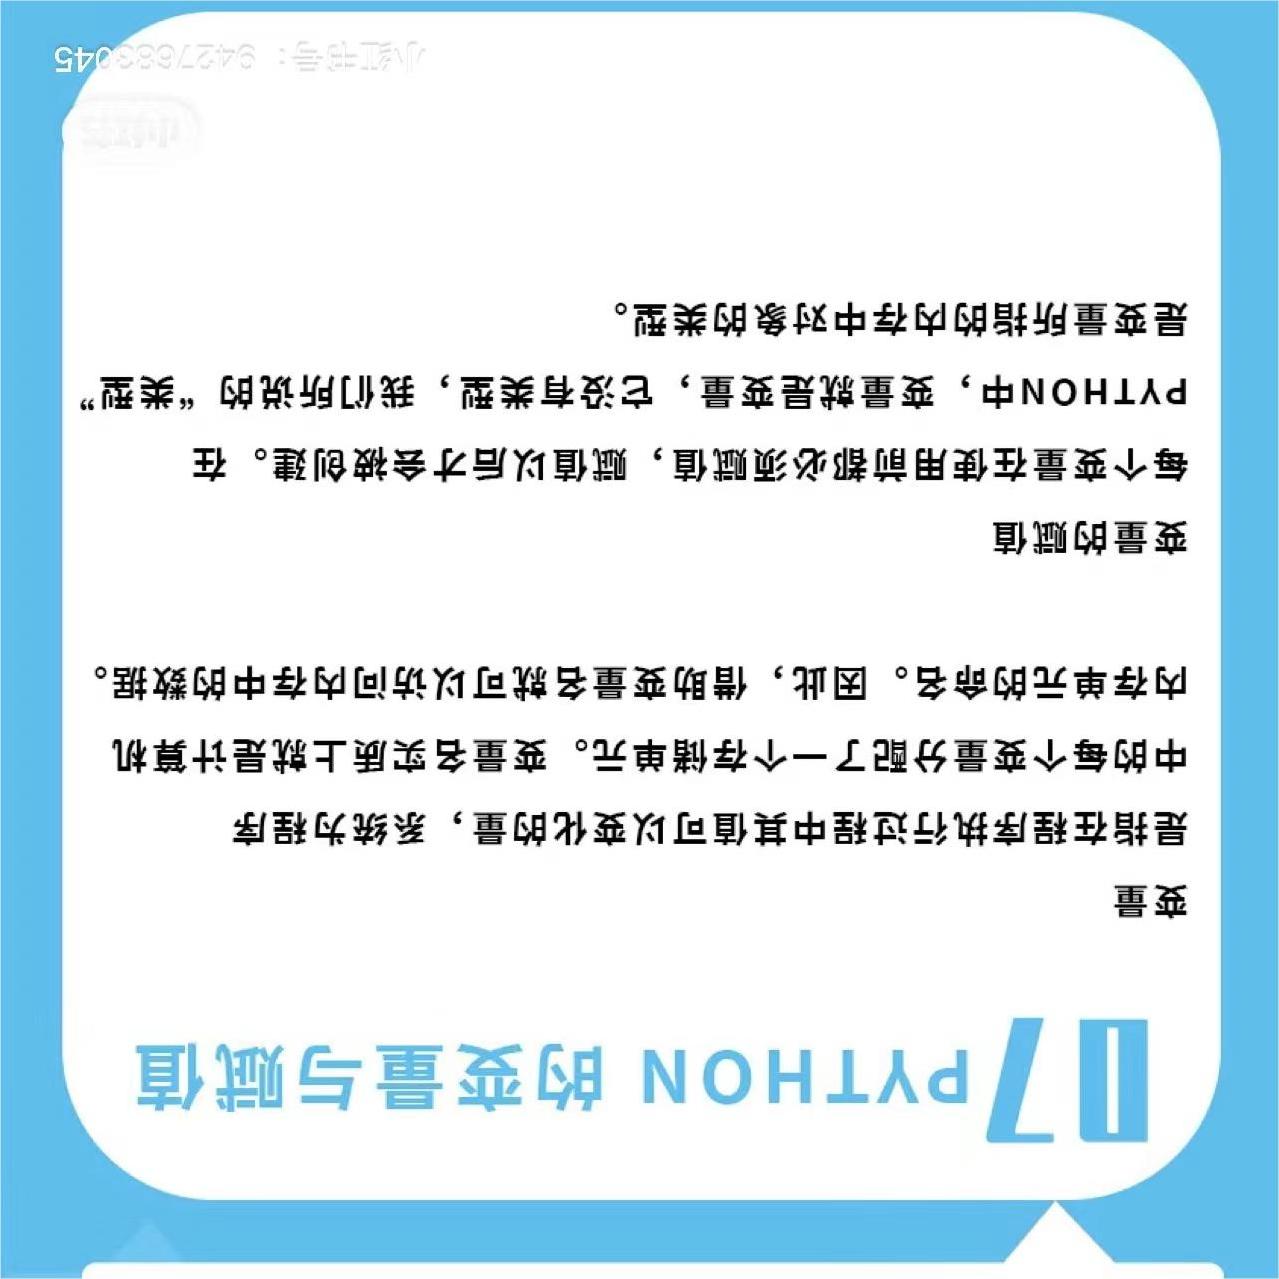 07 PYTHON 的变量与赋值
变量
是指在程序执行过程中其值可以变化的量，系统为程序
中的每个变量分配了一个存储单元。变量名实质上就是计算机
内存单元的命名。因此，借助变量名就可以访问内存中的数据。
变量的赋值
每个变量在使用前都必须赋值，赋值以后才会被创建。在
PYTHON中，变量就是变量，它没有类型，我们所说的“类型”
是变量所指的内存中对象的类型。
小红书
小红书号：9427683045